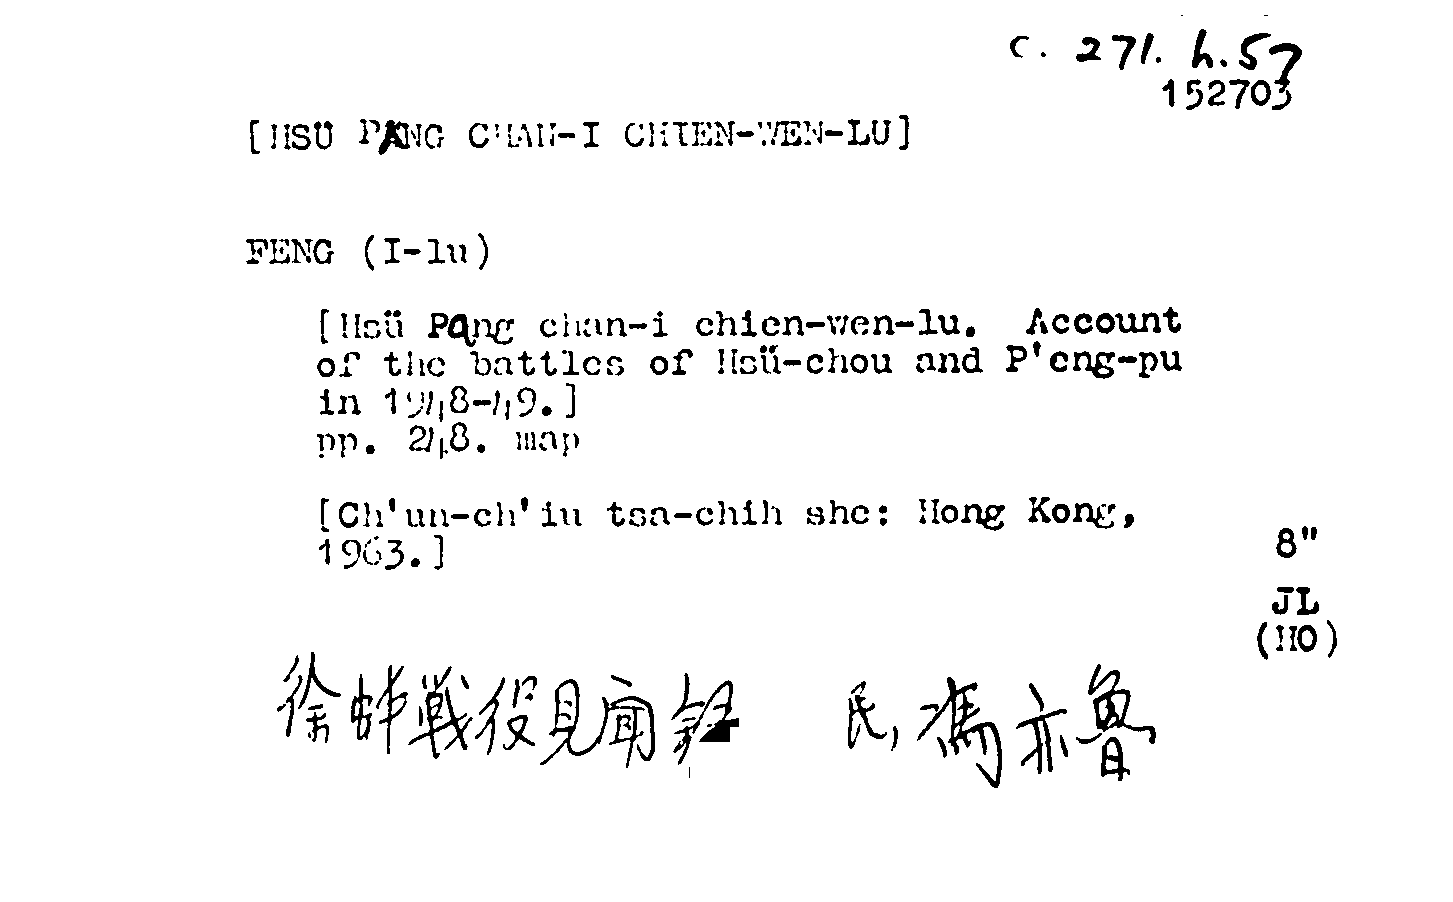 c. 271. h. 57
152703
[HSÜ PANG CHAN-I CHIEN-WEN-LU]
FENG (I-lu)
[Hsü Pang chan-i chien-wen-lu. Account
of the battles of Hsü-chou and P'eng-pu
in 1948-49.]
pp. 248. map
[Ch'un-ch'iu tsa-chih she: Hong Kong,
1963.]
8"
JL
(HO)
徐蚌戰役見聞錄 民, 馮亦魯